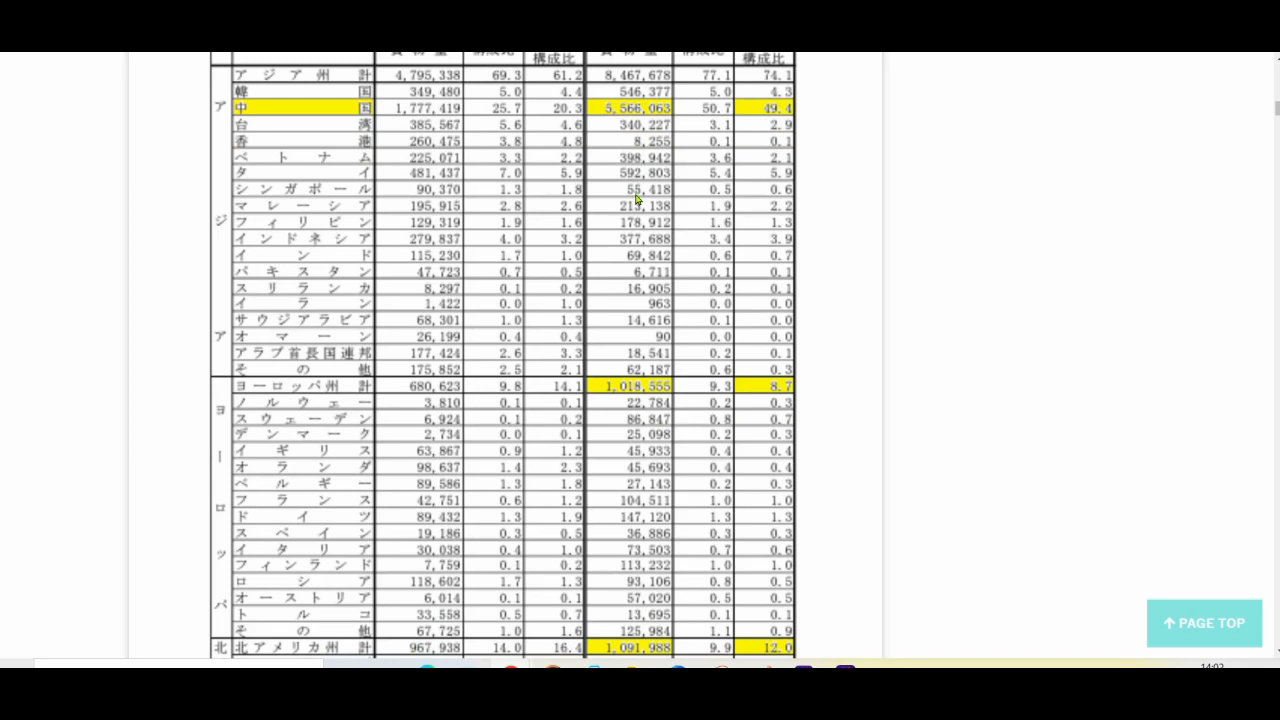 構成比 構成比
ア ジ ア 州 計 4,795,338 69.3 61.2 8,467,678 77.1 74.1
韓 国 349,480 5.0 4.4 546,377 5.0 4.3
ア 中 国 1,777,419 25.7 20.3 5,566,063 50.7 49.4
台 湾 385,567 5.6 4.6 340,227 3.1 2.9
香 港 260,475 3.8 4.8 8,255 0.1 0.1
ベ ト ナ ム 225,071 3.3 2.2 398,942 3.6 2.1
タ イ 481,437 7.0 5.9 592,803 5.4 5.9
シ ン ガ ポ ー ル 90,370 1.3 1.8 55,418 0.5 0.6
マ レ ー シ ア 195,915 2.8 2.6 213,138 1.9 2.2
ジ フ ィ リ ピ ン 129,319 1.9 1.6 178,912 1.6 1.3
イ ン ド ネ シ ア 279,837 4.0 3.2 377,688 3.4 3.9
イ ン ド 115,230 1.7 1.0 69,842 0.6 0.7
パ キ ス タ ン 47,723 0.7 0.5 6,711 0.1 0.1
ス リ ラ ン カ 8,297 0.1 0.2 16,905 0.2 0.1
イ ラ ン 1,422 0.0 1.0 963 0.0 0.0
サ ウ ジ ア ラ ビ ア 68,301 1.0 1.3 14,616 0.1 0.0
ア オ マ ー ン 26,199 0.4 0.4 90 0.0 0.0
アラブ首長国連邦 177,424 2.6 3.3 18,541 0.2 0.1
そ の 他 175,852 2.5 2.1 62,187 0.6 0.3
ヨーロッパ州 計 680,623 9.8 14.1 1,018,555 9.3 8.7
ヨ ノ ル ウ ェ ー 3,810 0.1 0.1 22,784 0.2 0.3
ス ウ ェ ー デ ン 6,924 0.1 0.2 86,847 0.8 0.7
デ ン マ ー ク 2,734 0.0 0.1 25,098 0.2 0.3
ー イ ギ リ ス 63,867 0.9 1.2 45,933 0.4 0.4
オ ラ ン ダ 98,637 1.4 2.3 45,693 0.4 0.4
ベ ル ギ ー 89,586 1.3 1.8 27,143 0.2 0.3
ロ フ ラ ン ス 42,751 0.6 1.2 104,511 1.0 1.0
ド イ ツ 89,432 1.3 1.9 147,120 1.3 1.3
ス ペ イ ン 19,186 0.3 0.5 36,886 0.3 0.3
ッ イ タ リ ア 30,038 0.4 1.0 73,503 0.7 0.6
フ ィ ン ラ ン ド 7,759 0.1 0.2 113,232 1.0 1.0
ロ シ ア 118,602 1.7 1.3 93,106 0.8 0.5
パ オ ー ス ト リ ア 6,014 0.1 0.1 57,020 0.5 0.5
ト ル コ 33,558 0.5 0.7 13,695 0.1 0.1
そ の 他 67,725 1.0 1.6 125,984 1.1 0.9
北 北アメリカ州 計 967,938 14.0 16.4 1,091,988 9.9 12.0
↑ PAGE TOP